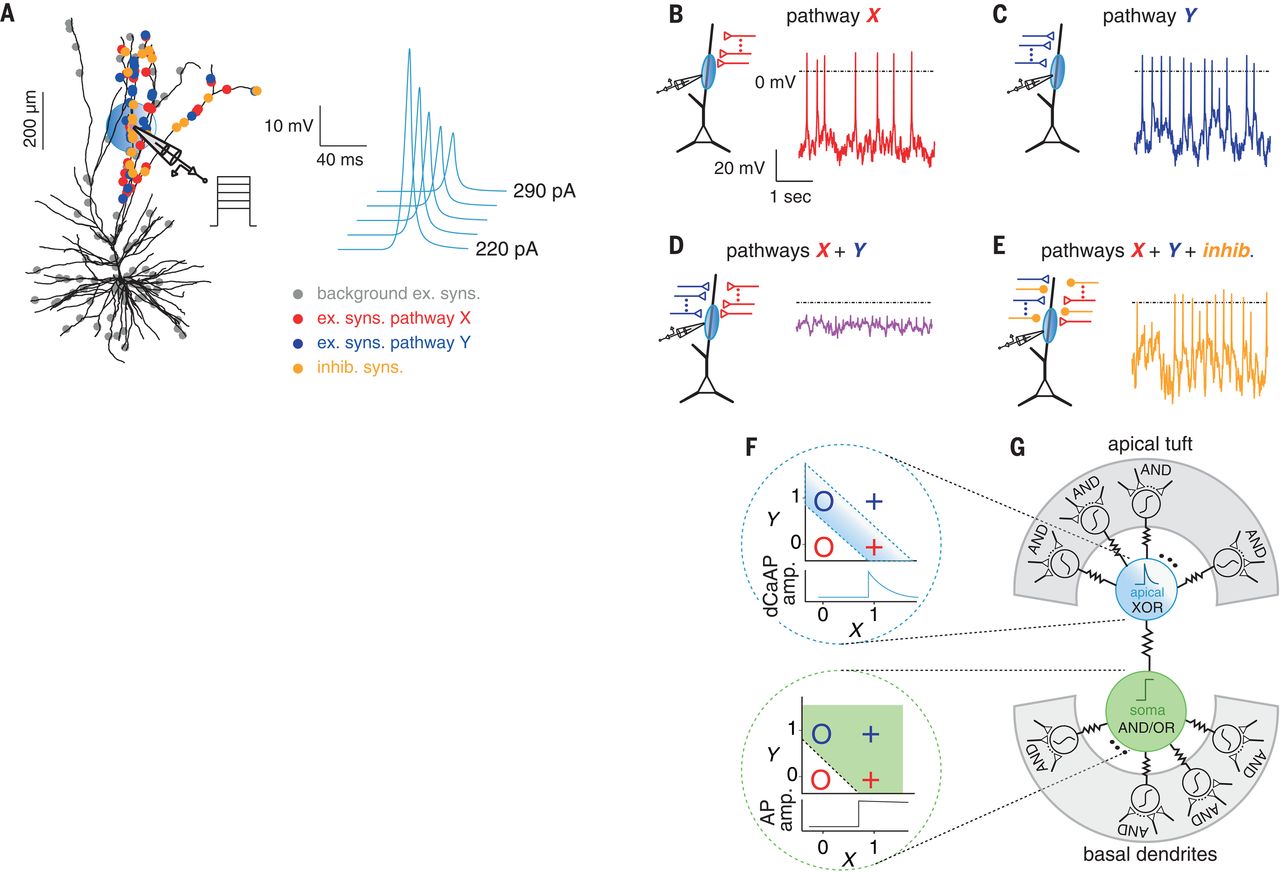 A
200 µm
10 mV
40 ms
290 pA
220 pA
background ex. syns.
ex. syns. pathway X
ex. syns. pathway Y
inhib. syns.
B
pathway X
0 mV
20 mV
1 sec
C
pathway Y
D
pathways X + Y
E
pathways X + Y + inhib.
F
1
Y
0
O
+
O
+
dCaAP
amp.
0
1
X
1
Y
0
O
+
O
+
AP
amp.
0
1
X
G
apical tuft
AND
AND
AND
AND
apical
XOR
soma
AND/OR
AND
AND
AND
AND
basal dendrites